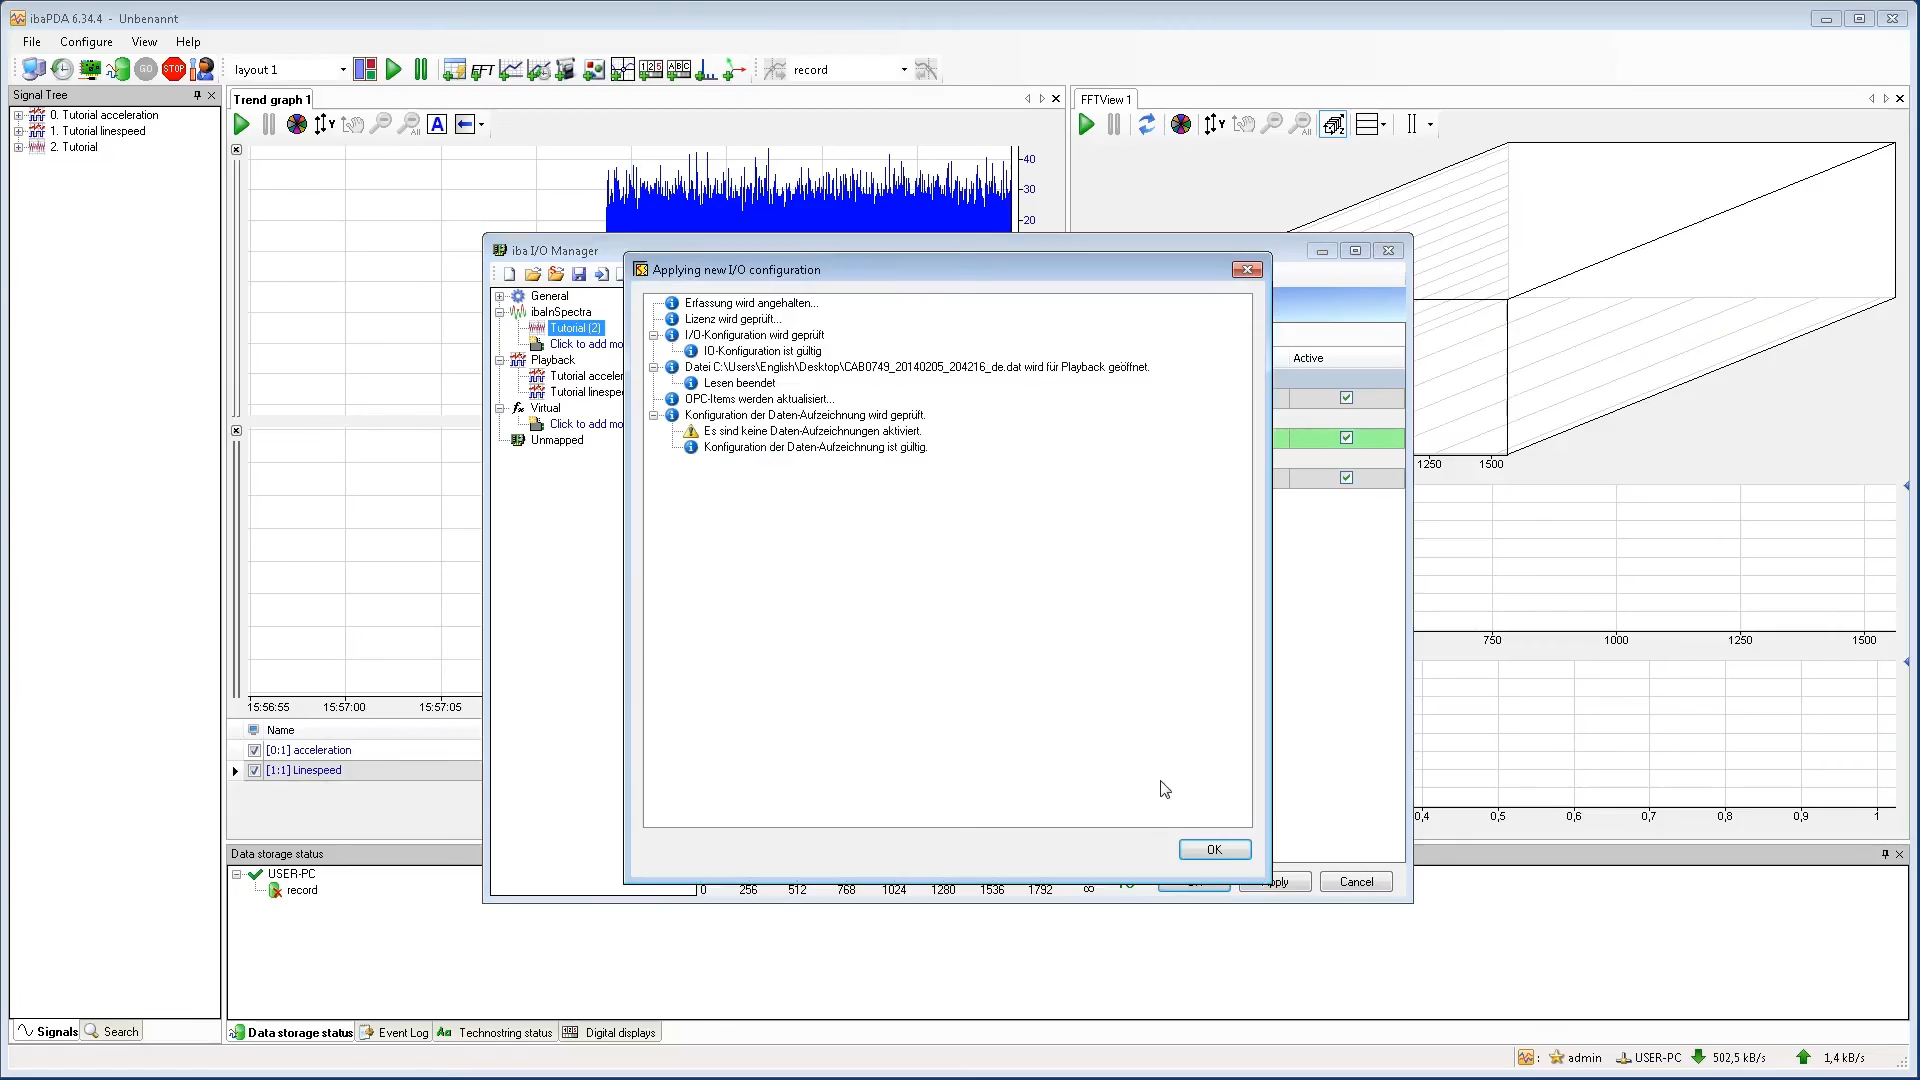 ibaPDA 6.34.4 - Unbenannt
File Configure View Help
GO STOP layout 1 FFT 123 ABC record
Signal Tree
0. Tutorial acceleration
1. Tutorial linespeed
2. Tutorial
Signals Search
Trend graph 1
Y All A
40
30
20
15:56:55 15:57:00 15:57:05
Name
[0:1] acceleration
[1:1] Linespeed
FFTView 1
Y All
1250 1500
750 1000 1250 1500
0,4 0,5 0,6 0,7 0,8 0,9 1
iba I/O Manager
General
ibaInSpectra
Tutorial (2)
Click to add mo
Playback
Tutorial acceler
Tutorial linespe
Virtual
Click to add mo
Unmapped
Active
0 256 512 768 1024 1280 1536 1792 ∞
Cancel
Applying new I/O configuration
Erfassung wird angehalten...
Lizenz wird geprüft...
I/O-Konfiguration wird geprüft
IO-Konfiguration ist gültig
Datei C:\Users\English\Desktop\CAB0749_20140205_204216_de.dat wird für Playback geöffnet.
Lesen beendet
OPC-Items werden aktualisiert...
Konfiguration der Daten-Aufzeichnung wird geprüft.
Es sind keine Daten-Aufzeichnungen aktiviert.
Konfiguration der Daten-Aufzeichnung ist gültig.
OK
Data storage status
USER-PC
record
Data storage status Event Log Technostring status Digital displays
admin USER-PC 502,5 kB/s 1,4 kB/s